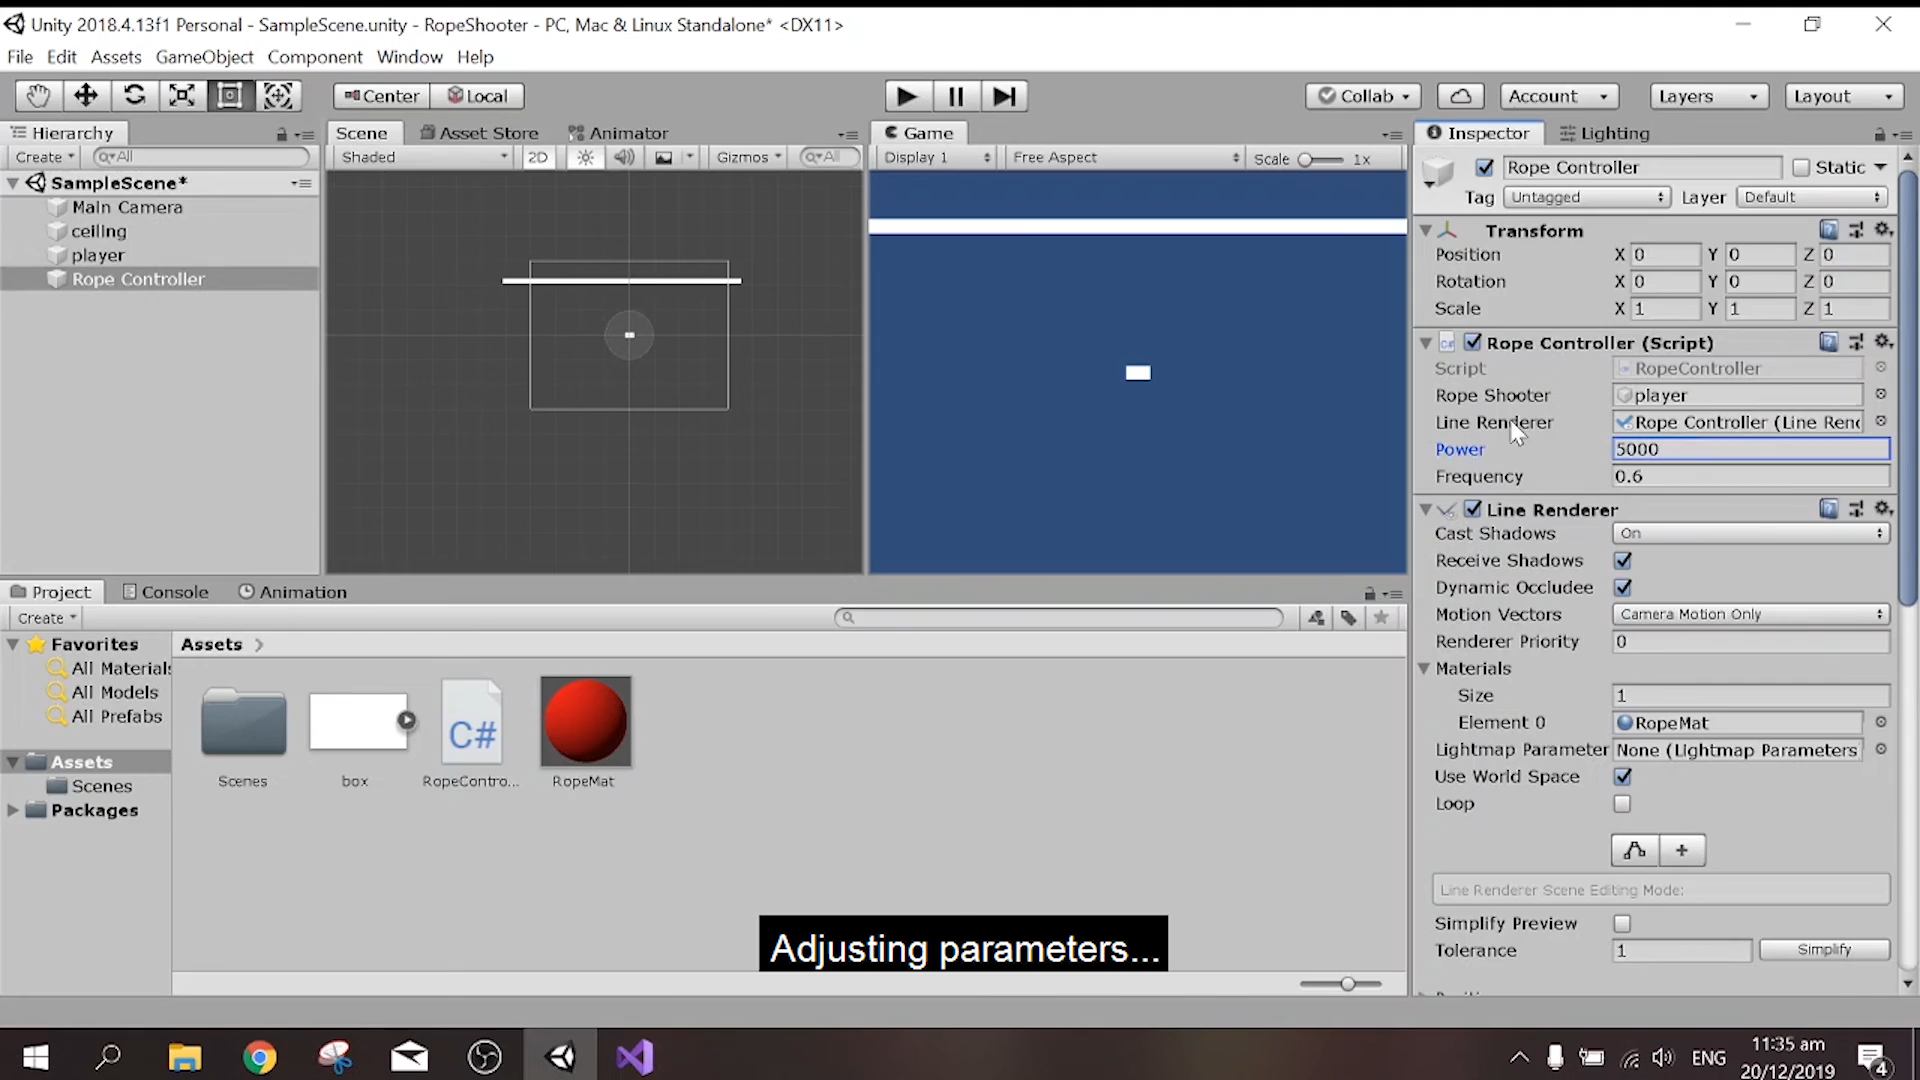 Unity 2018.4.13f1 Personal - SampleScene.unity - RopeShooter - PC, Mac & Linux Standalone* <DX11>
File Edit Assets GameObject Component Window Help
Center Local Collab Account Layers Layout
Hierarchy Scene Asset Store Animator Game Inspector Lighting
Create All Shaded 2D Gizmos All Display 1 Free Aspect Scale 1x
Rope Controller Static
SampleScene*
Tag Untagged Layer Default
Main Camera
ceiling
player
Rope Controller
Transform
Position X 0 Y 0 Z 0
Rotation X 0 Y 0 Z 0
Scale X 1 Y 1 Z 1
Rope Controller (Script)
Script RopeController
Rope Shooter player
Line Renderer Rope Controller (Line Rend
Power 5000
Frequency 0.6
Line Renderer
Cast Shadows On
Receive Shadows
Dynamic Occludee
Motion Vectors Camera Motion Only
Renderer Priority 0
Materials
Size 1
Element 0 RopeMat
Lightmap Parameter None (Lightmap Parameters
Use World Space
Loop
Line Renderer Scene Editing Mode:
Simplify Preview
Tolerance 1 Simplify
Project Console Animation
Create
Favorites
All Materials
All Models
All Prefabs
Assets
Scenes
Packages
Assets
Scenes box RopeContro... RopeMat
C#
Adjusting parameters...
ENG
11:35 am
20/12/2019
4